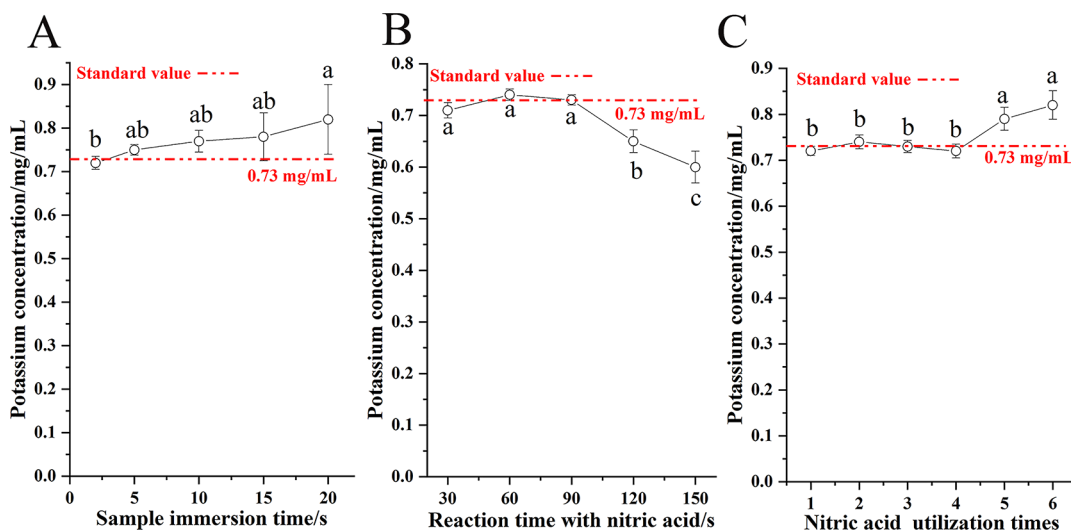 A
Standard value
a
ab
ab
ab
b
0.73 mg/mL
0.9
0.8
0.7
0.6
0.5
0.4
0.3
0.2
0.1
0.0
Potassium concentration/mg/mL
0 5 10 15 20
Sample immersion time/s
B
Standard value
0.73 mg/mL
a
a
a
b
c
0.8
0.7
0.6
0.5
0.4
0.3
0.2
0.1
0.0
Potassium concentration/mg/mL
30 60 90 120 150
Reaction time with nitric acid/s
C
Standard value
a
a
b
b
b
b
0.73 mg/mL
0.9
0.8
0.7
0.6
0.5
0.4
0.3
0.2
0.1
0.0
Potassium concentration/mg/mL
1 2 3 4 5 6
Nitric acid utilization times